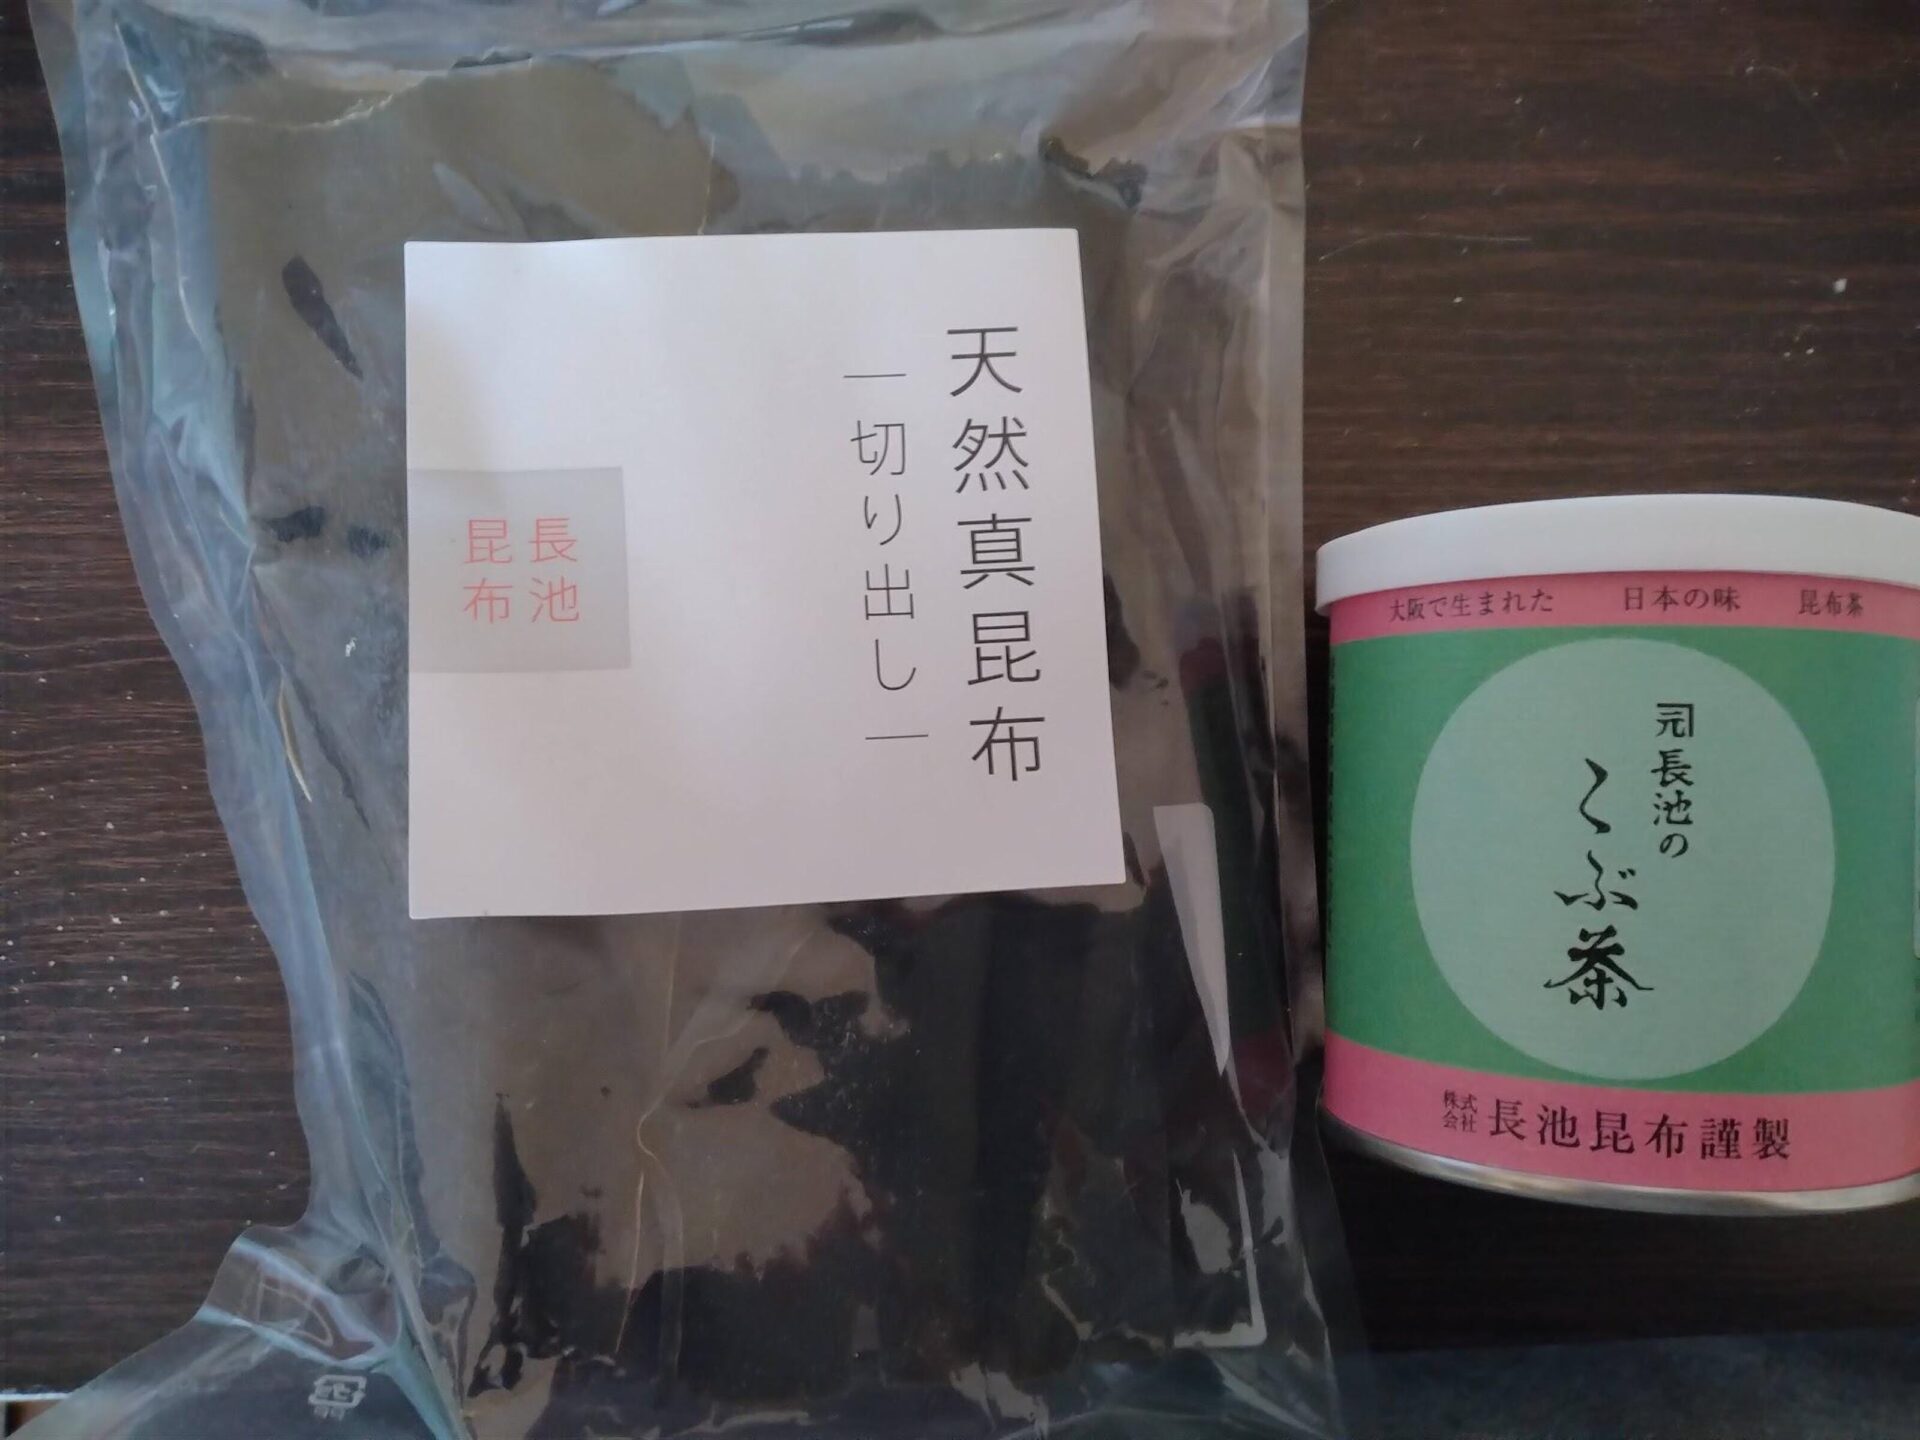 天然真昆布
―切り出し―
長池
昆布
大阪で生まれた 日本の味 昆布茶
長池の
こぶ茶
株式会社 長池昆布謹製